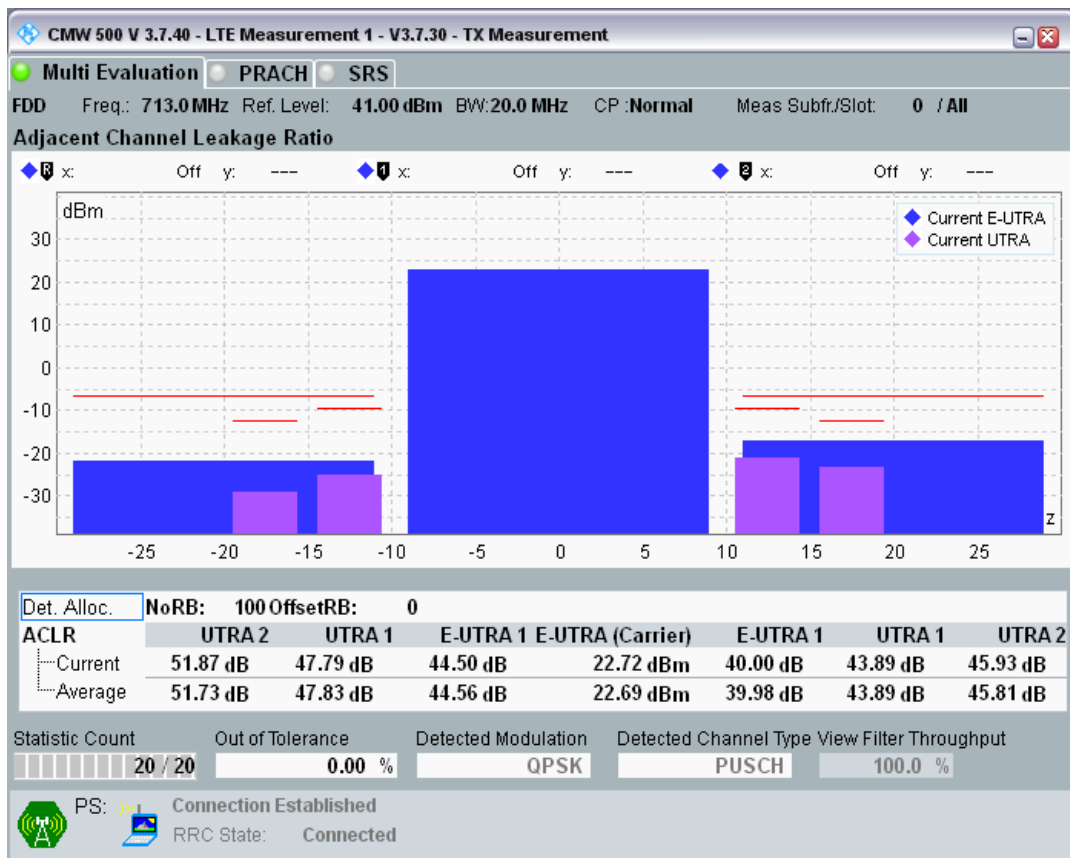 CMW 500 V 3.7.40 - LTE Measurement 1 - V3.7.30 - TX Measurement
Multi Evaluation PRACH SRS
FDD Freq.: 713.0 MHz Ref. Level: 41.00 dBm BW:20.0 MHz CP :Normal Meas Subfr./Slot: 0 / All
Adjacent Channel Leakage Ratio
R x: Off y: --- 1 x: Off y: --- 2 x: Off y: ---
dBm
Current E-UTRA
Current UTRA
30
20
10
0
-10
-20
-30
z
-25 -20 -15 -10 -5 0 5 10 15 20 25
Det. Alloc. NoRB: 100 OffsetRB: 0
ACLR UTRA 2 UTRA 1 E-UTRA 1 E-UTRA (Carrier) E-UTRA 1 UTRA 1 UTRA 2
Current 51.87 dB 47.79 dB 44.50 dB 22.72 dBm 40.00 dB 43.89 dB 45.93 dB
Average 51.73 dB 47.83 dB 44.56 dB 22.69 dBm 39.98 dB 43.89 dB 45.81 dB
Statistic Count Out of Tolerance Detected Modulation Detected Channel Type View Filter Throughput
20 / 20 0.00 % QPSK PUSCH 100.0 %
PS: Connection Established
RRC State: Connected